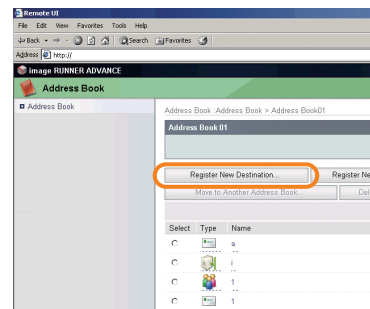 Remote UI
File Edit View Favorites Tools Help
Back Search Favorites
Address http://
image RUNNER ADVANCE
Address Book
Address Book
Address Book :Address Book > Address Book01
Address Book 01
Register New Destination... Register Ne
Move to Another Address Book... Del
Select Type Name
a
i
1
1